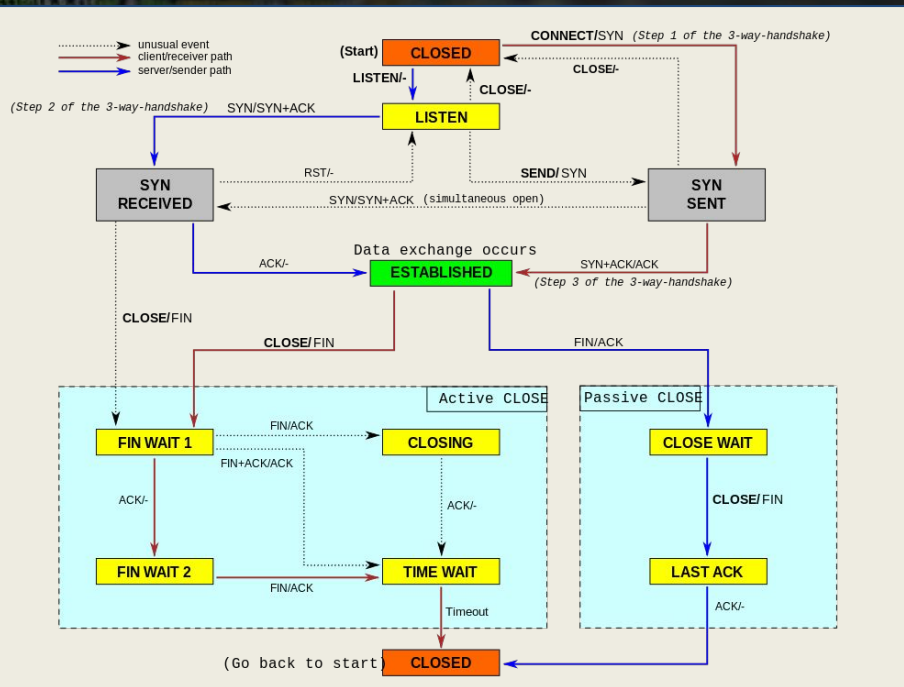 unusual event
client/receiver path
server/sender path
(Start)
CLOSED
CONNECT/SYN (Step 1 of the 3-way-handshake)
CLOSE/-
LISTEN/-
CLOSE/-
(Step 2 of the 3-way-handshake)
SYN/SYN+ACK
LISTEN
RST/-
SEND/SYN
SYN RECEIVED
SYN SENT
SYN/SYN+ACK (simultaneous open)
Data exchange occurs
ACK/-
ESTABLISHED
SYN+ACK/ACK
(Step 3 of the 3-way-handshake)
CLOSE/FIN
CLOSE/FIN
FIN/ACK
Active CLOSE
Passive CLOSE
FIN WAIT 1
FIN/ACK
CLOSING
CLOSE WAIT
FIN+ACK/ACK
ACK/-
ACK/-
CLOSE/FIN
FIN WAIT 2
FIN/ACK
TIME WAIT
LAST ACK
Timeout
ACK/-
(Go back to start)
CLOSED